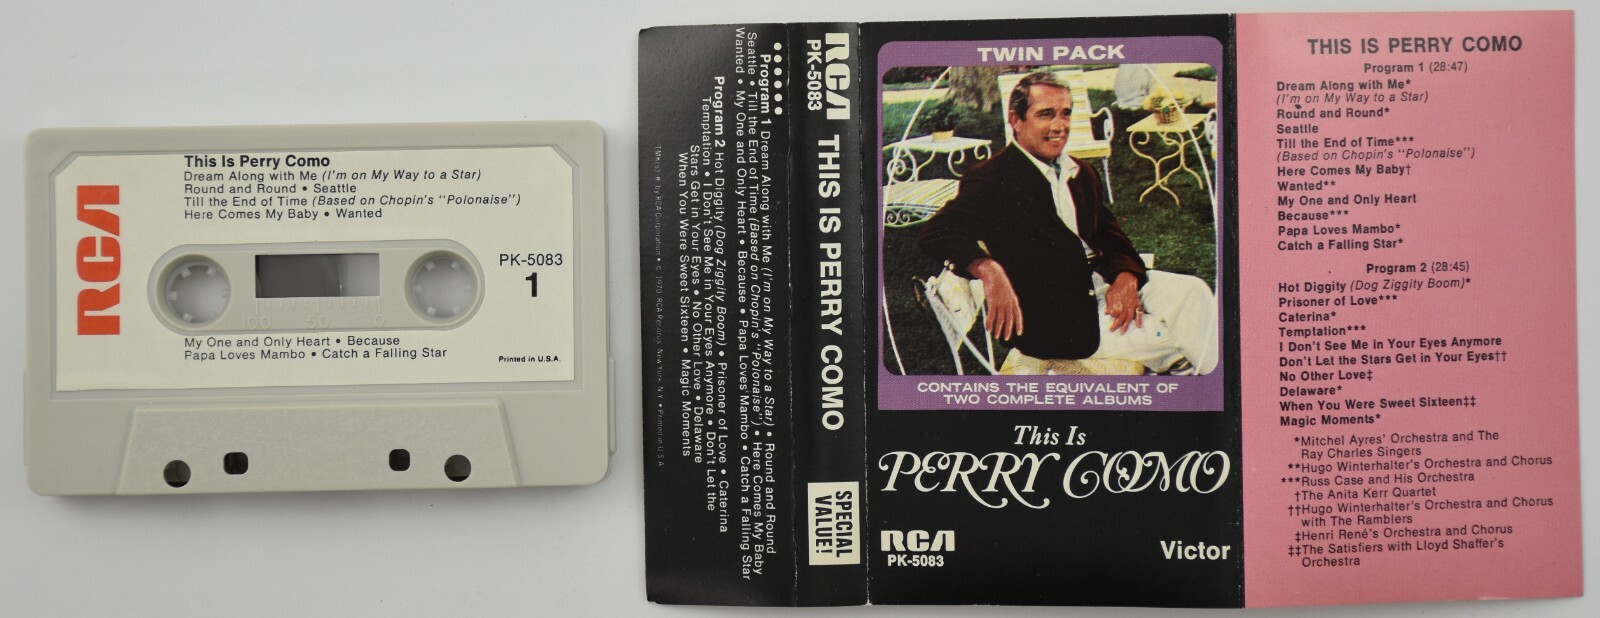 RCA
This Is Perry Como
Dream Along with Me (I'm on My Way to a Star)
Round and Round • Seattle
Till the End of Time (Based on Chopin's "Polonaise")
Here Comes My Baby • Wanted
PK-5083
1
100 50 0
My One and Only Heart • Because
Papa Loves Mambo • Catch a Falling Star
Printed in U.S.A.
Program 1 Dream Along with Me (I'm on My Way to a Star) • Round and Round
Seattle • Till the End of Time (Based on Chopin's "Polonaise") • Here Comes My Baby
Wanted • My One and Only Heart • Because • Papa Loves Mambo • Catch a Falling Star
Program 2 Hot Diggity (Dog Ziggity Boom) • Prisoner of Love • Caterina
Temptation • I Don't See Me in Your Eyes Anymore • Don't Let the
Stars Get in Your Eyes • No Other Love • Delaware
When You Were Sweet Sixteen • Magic Moments
TMK(s) ® by RCA Corporation • © 1970, RCA Records, New York, N.Y. • Printed in U.S.A.
RCA
PK-5083
THIS IS PERRY COMO
SPECIAL
VALUE!
TWIN PACK
CONTAINS THE EQUIVALENT OF
TWO COMPLETE ALBUMS
This Is
PERRY COMO
RCA
PK-5083
Victor
THIS IS PERRY COMO
Program 1 (28:47)
Dream Along with Me*
(I'm on My Way to a Star)
Round and Round*
Seattle
Till the End of Time***
(Based on Chopin's "Polonaise")
Here Comes My Baby†
Wanted**
My One and Only Heart
Because***
Papa Loves Mambo*
Catch a Falling Star*
Program 2 (28:45)
Hot Diggity (Dog Ziggity Boom)*
Prisoner of Love***
Caterina*
Temptation***
I Don't See Me in Your Eyes Anymore
Don't Let the Stars Get in Your Eyes††
No Other Love‡
Delaware*
When You Were Sweet Sixteen‡‡
Magic Moments*
*Mitchel Ayres' Orchestra and The
Ray Charles Singers
**Hugo Winterhalter's Orchestra and Chorus
***Russ Case and His Orchestra
†The Anita Kerr Quartet
††Hugo Winterhalter's Orchestra and Chorus
with The Ramblers
‡Henri René's Orchestra and Chorus
‡‡The Satisfiers with Lloyd Shaffer's
Orchestra